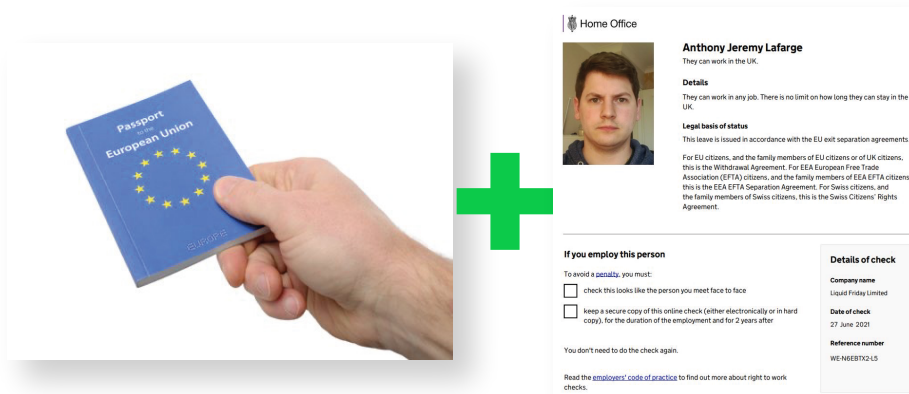 Passport
to the
European Union
EUROPE
Home Office
Anthony Jeremy Lafarge
They can work in the UK.
Details
They can work in any job. There is no limit on how long they can stay in the
UK.
Legal basis of status
This leave is issued in accordance with the EU exit separation agreements
For EU citizens, and the family members of EU citizens or of UK citizens,
this is the Withdrawal Agreement. For EEA European Free Trade
Association (EFTA) citizens, and the family members of EEA EFTA citizens
this is the EEA EFTA Separation Agreement. For Swiss citizens, and
the family members of Swiss citizens, this is the Swiss Citizens' Rights
Agreement.
If you employ this person
To avoid a penalty, you must:
check this looks like the person you meet face to face
keep a secure copy of this online check (either electronically or in hard
copy), for the duration of the employment and for 2 years after
You don't need to do the check again.
Read the employers' code of practice to find out more about right to work
checks.
Details of check
Company name
Liquid Friday Limited
Date of check
27 June 2021
Reference number
WE-N6EBTX2-L5